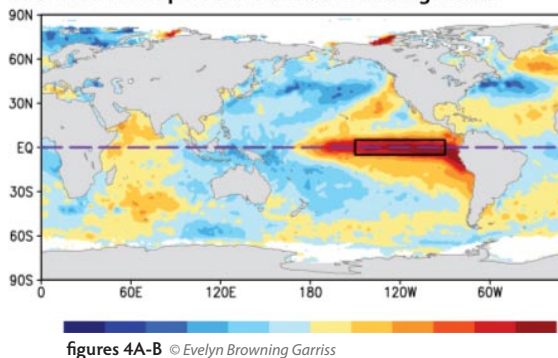 90N
60N
30N
EQ
30S
60S
90S
0 60E 120E 180 120W 60W
figures 4A-B © Evelyn Browning Garriss